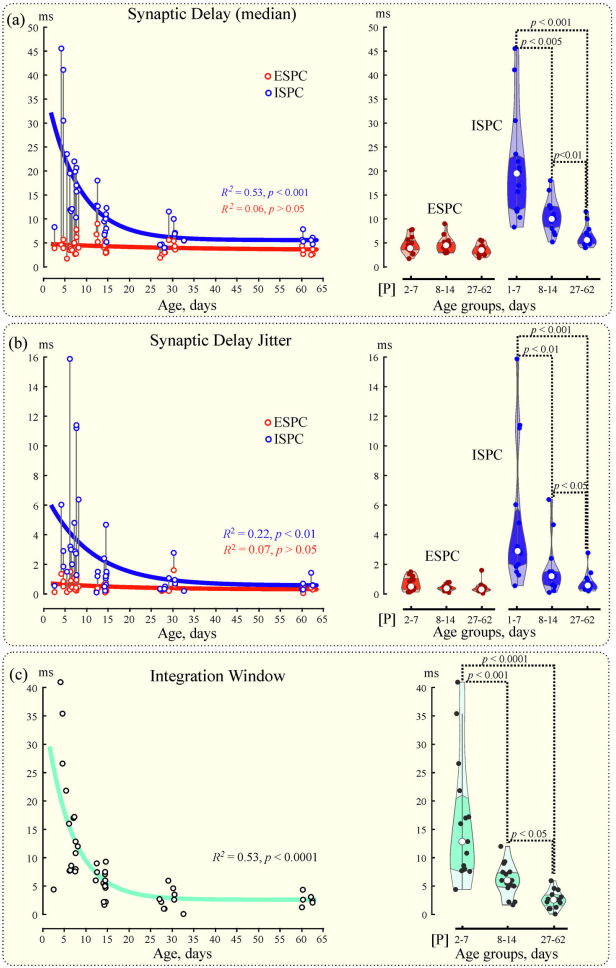 (a)
Synaptic Delay (median)
ms
50
45
40
35
30
25
20
15
10
5
0
ESPC
ISPC
R² = 0.53, p < 0.001
R² = 0.06, p > 0.05
0 5 10 15 20 25 30 35 40 45 50 55 60 65
Age, days
ms
50
45
40
35
30
25
20
15
10
5
0
p < 0.001
p < 0.005
p<0.01
ISPC
ESPC
[P] 2-7 8-14 27-62 1-7 8-14 27-62
Age groups, days
(b)
Synaptic Delay Jitter
ms
16
14
12
10
8
6
4
2
0
ESPC
ISPC
R² = 0.22, p < 0.01
R² = 0.07, p > 0.05
0 5 10 15 20 25 30 35 40 45 50 55 60 65
Age, days
ms
16
14
12
10
8
6
4
2
0
p < 0.001
p < 0.01
p < 0.05
ISPC
ESPC
[P] 2-7 8-14 27-62 1-7 8-14 27-62
Age groups, days
(c)
Integration Window
ms
40
35
30
25
20
15
10
5
0
R² = 0.53, p < 0.0001
0 5 10 15 20 25 30 35 40 45 50 55 60 65
Age, days
ms
40
35
30
25
20
15
10
5
0
p < 0.0001
p < 0.001
p < 0.05
[P] 2-7 8-14 27-62
Age groups, days